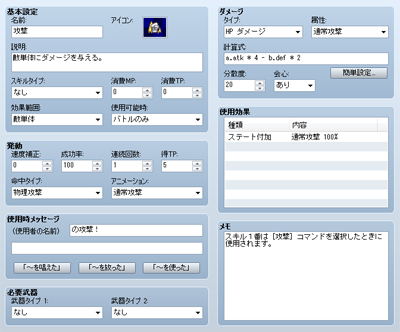 基本設定
名前:
アイコン:
攻撃
説明:
敵単体にダメージを与える。
スキルタイプ:
消費MP:
消費TP:
なし
0
0
効果範囲:
使用可能時:
敵単体
バトルのみ
発動
速度補正:
成功率:
連続回数:
得TP:
0
100
1
5
命中タイプ:
アニメーション:
物理攻撃
通常攻撃
使用時メッセージ
(使用者の名前)
の攻撃！
「～を唱えた」
「～を放った」
「～を使った」
必要武器
武器タイプ 1:
武器タイプ 2:
なし
なし
ダメージ
タイプ:
属性:
HP ダメージ
通常攻撃
計算式:
a.atk * 4 - b.def * 2
分散度:
会心:
20
あり
簡単設定...
使用効果
種類
内容
ステート付加
通常攻撃 100%
メモ
スキル１番は［攻撃］コマンドを選択したときに
使用されます。